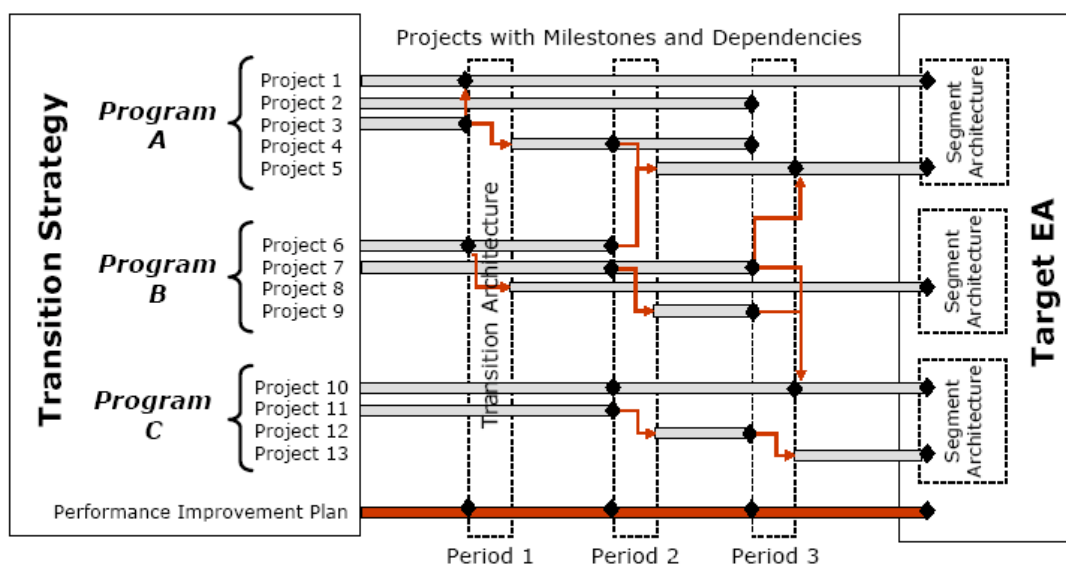 Transition Strategy
Projects with Milestones and Dependencies
Program
A
Project 1
Project 2
Project 3
Project 4
Project 5
Program
B
Project 6
Project 7
Project 8
Project 9
Program
C
Project 10
Project 11
Project 12
Project 13
Performance Improvement Plan
Transition Architecture
Period 1
Period 2
Period 3
Segment
Architecture
Segment
Architecture
Segment
Architecture
Target EA